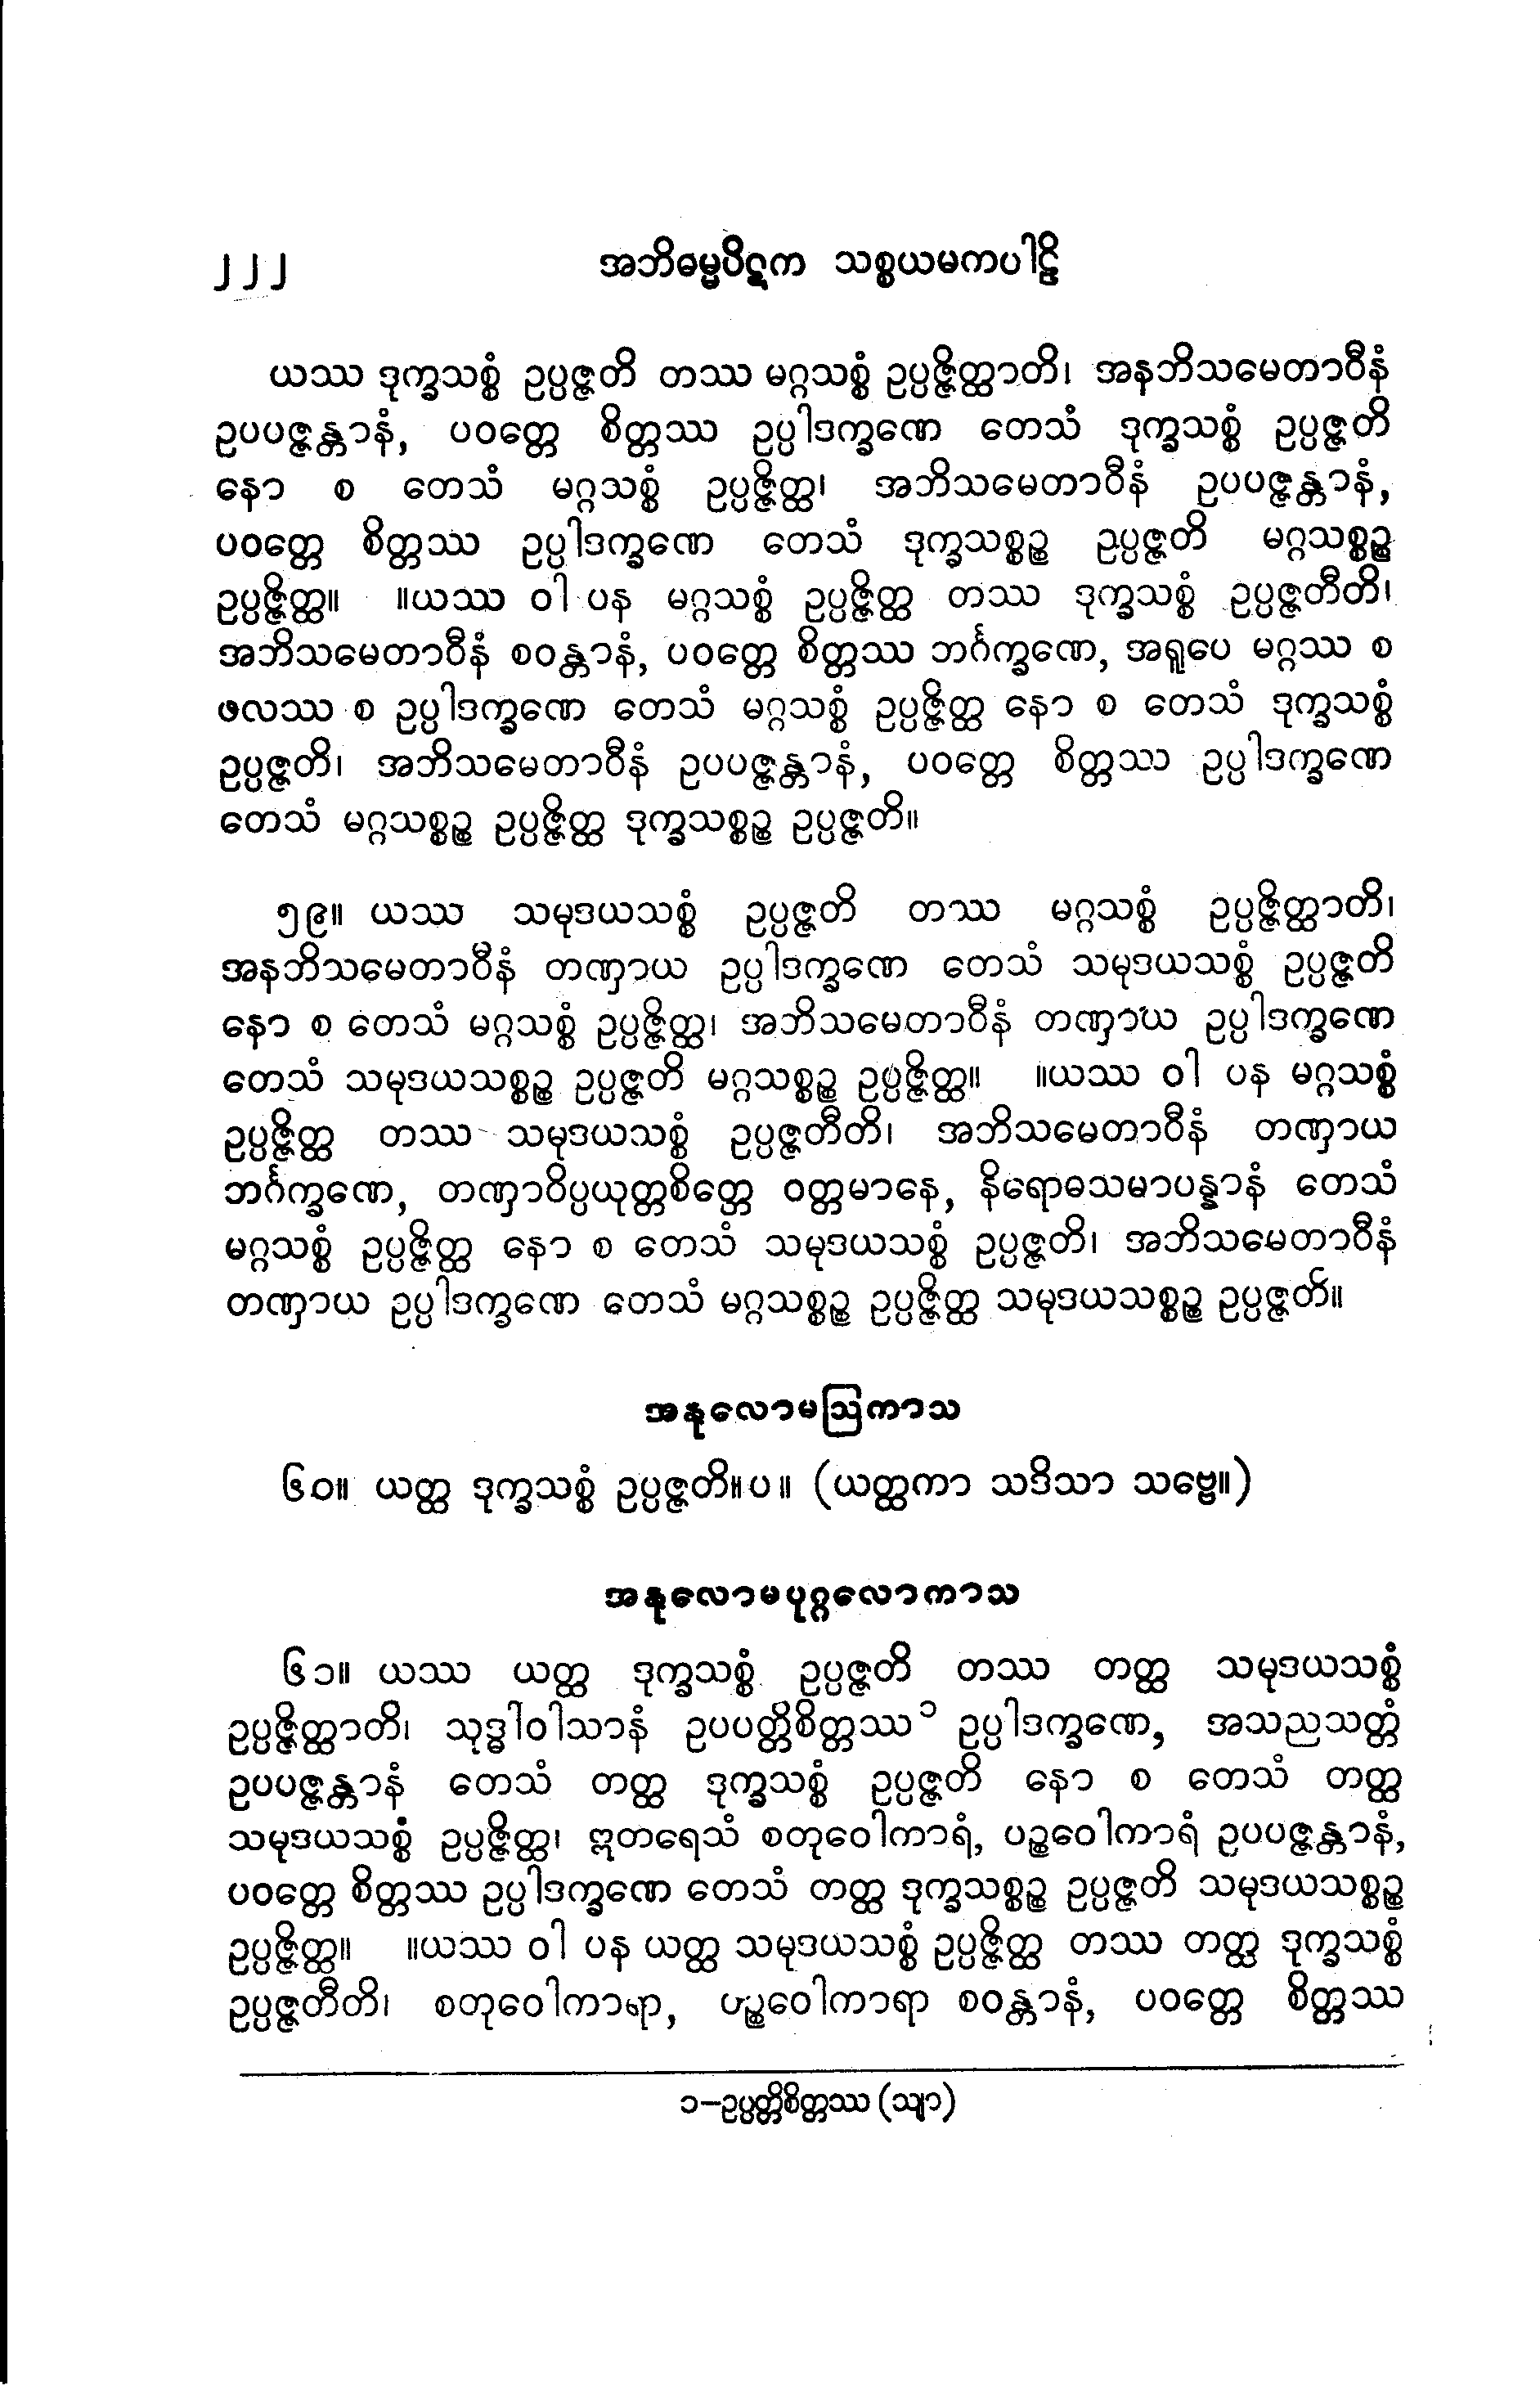 ၂၂၂ အဘိဓမ္မပိဋက သစ္စယမကပါဠိ
ယဿ ဒုက္ခသစ္စံ ဥပ္ပဇ္ဇတိ တဿ မဂ္ဂသစ္စံ ဥပ္ပဇ္ဇိတ္ထာတိ၊ အနဘိသမေတာဝီနံ
ဥပပဇ္ဇန္တာနံ, ပဝတ္တေ စိတ္တဿ ဥပ္ပါဒက္ခဏေ တေသံ ဒုက္ခသစ္စံ ဥပ္ပဇ္ဇတိ
နော စ တေသံ မဂ္ဂသစ္စံ ဥပ္ပဇ္ဇိတ္ထ၊ အဘိသမေတာဝီနံ ဥပပဇ္ဇန္တာနံ,
ပဝတ္တေ စိတ္တဿ ဥပ္ပါဒက္ခဏေ တေသံ ဒုက္ခသစ္စဉ္စ ဥပ္ပဇ္ဇတိ မဂ္ဂသစ္စဉ္စ
ဥပ္ပဇ္ဇိတ္ထ။ ။ယဿ ဝါ ပန မဂ္ဂသစ္စံ ဥပ္ပဇ္ဇိတ္ထ တဿ ဒုက္ခသစ္စံ ဥပ္ပဇ္ဇတီတိ၊
အဘိသမေတာဝီနံ စဝန္တာနံ, ပဝတ္တေ စိတ္တဿ ဘင်္ဂက္ခဏေ, အရူပေ မဂ္ဂဿ စ
ဖလဿ စ ဥပ္ပါဒက္ခဏေ တေသံ မဂ္ဂသစ္စံ ဥပ္ပဇ္ဇိတ္ထ နော စ တေသံ ဒုက္ခသစ္စံ
ဥပ္ပဇ္ဇတိ၊ အဘိသမေတာဝီနံ ဥပပဇ္ဇန္တာနံ, ပဝတ္တေ စိတ္တဿ ဥပ္ပါဒက္ခဏေ
တေသံ မဂ္ဂသစ္စဉ္စ ဥပ္ပဇ္ဇိတ္ထ ဒုက္ခသစ္စဉ္စ ဥပ္ပဇ္ဇတိ။
၅၉။ ယဿ သမုဒယသစ္စံ ဥပ္ပဇ္ဇတိ တဿ မဂ္ဂသစ္စံ ဥပ္ပဇ္ဇိတ္ထာတိ၊
အနဘိသမေတာဝီနံ တဏှာယ ဥပ္ပါဒက္ခဏေ တေသံ သမုဒယသစ္စံ ဥပ္ပဇ္ဇတိ
နော စ တေသံ မဂ္ဂသစ္စံ ဥပ္ပဇ္ဇိတ္ထ၊ အဘိသမေတာဝီနံ တဏှာယ ဥပ္ပါဒက္ခဏေ
တေသံ သမုဒယသစ္စဉ္စ ဥပ္ပဇ္ဇတိ မဂ္ဂသစ္စဉ္စ ဥပ္ပဇ္ဇိတ္ထ။ ။ယဿ ဝါ ပန မဂ္ဂသစ္စံ
ဥပ္ပဇ္ဇိတ္ထ တဿ သမုဒယသစ္စံ ဥပ္ပဇ္ဇတီတိ၊ အဘိသမေတာဝီနံ တဏှာယ
ဘင်္ဂက္ခဏေ, တဏှာဝိပ္ပယုတ္တစိတ္တေ ဝတ္တမာနေ, နိရောဓသမာပန္နာနံ တေသံ
မဂ္ဂသစ္စံ ဥပ္ပဇ္ဇိတ္ထ နော စ တေသံ သမုဒယသစ္စံ ဥပ္ပဇ္ဇတိ၊ အဘိသမေတာဝီနံ
တဏှာယ ဥပ္ပါဒက္ခဏေ တေသံ မဂ္ဂသစ္စဉ္စ ဥပ္ပဇ္ဇိတ္ထ သမုဒယသစ္စဉ္စ ဥပ္ပဇ္ဇတိ။
အနုလောမဩကာသ
၆၀။ ယတ္ထ ဒုက္ခသစ္စံ ဥပ္ပဇ္ဇတိ။ပ။ (ယတ္ထကာ သဒိသာ သဗ္ဗေ။)
အနုလောမပုဂ္ဂလောကာသ
၆၁။ ယဿ ယတ္ထ ဒုက္ခသစ္စံ ဥပ္ပဇ္ဇတိ တဿ တတ္ထ သမုဒယသစ္စံ
ဥပ္ပဇ္ဇိတ္ထာတိ၊ သုဒ္ဓါဝါသာနံ ဥပပတ္တိစိတ္တဿ ၁ ဥပ္ပါဒက္ခဏေ, အသညသတ္တံ
ဥပပဇ္ဇန္တာနံ တေသံ တတ္ထ ဒုက္ခသစ္စံ ဥပ္ပဇ္ဇတိ နော စ တေသံ တတ္ထ
သမုဒယသစ္စံ ဥပ္ပဇ္ဇိတ္ထ၊ ဣတရေသံ စတုဝေါကာရံ, ပဉ္စဝေါကာရံ ဥပပဇ္ဇန္တာနံ,
ပဝတ္တေ စိတ္တဿ ဥပ္ပါဒက္ခဏေ တေသံ တတ္ထ ဒုက္ခသစ္စဉ္စ ဥပ္ပဇ္ဇတိ သမုဒယသစ္စဉ္စ
ဥပ္ပဇ္ဇိတ္ထ။ ။ယဿ ဝါ ပန ယတ္ထ သမုဒယသစ္စံ ဥပ္ပဇ္ဇိတ္ထ တဿ တတ္ထ ဒုက္ခသစ္စံ
ဥပ္ပဇ္ဇတီတိ၊ စတုဝေါကာရာ, ပဉ္စဝေါကာရာ စဝန္တာနံ, ပဝတ္တေ စိတ္တဿ
၁-ဥပ္ပတ္တိစိတ္တဿ (သျာ)